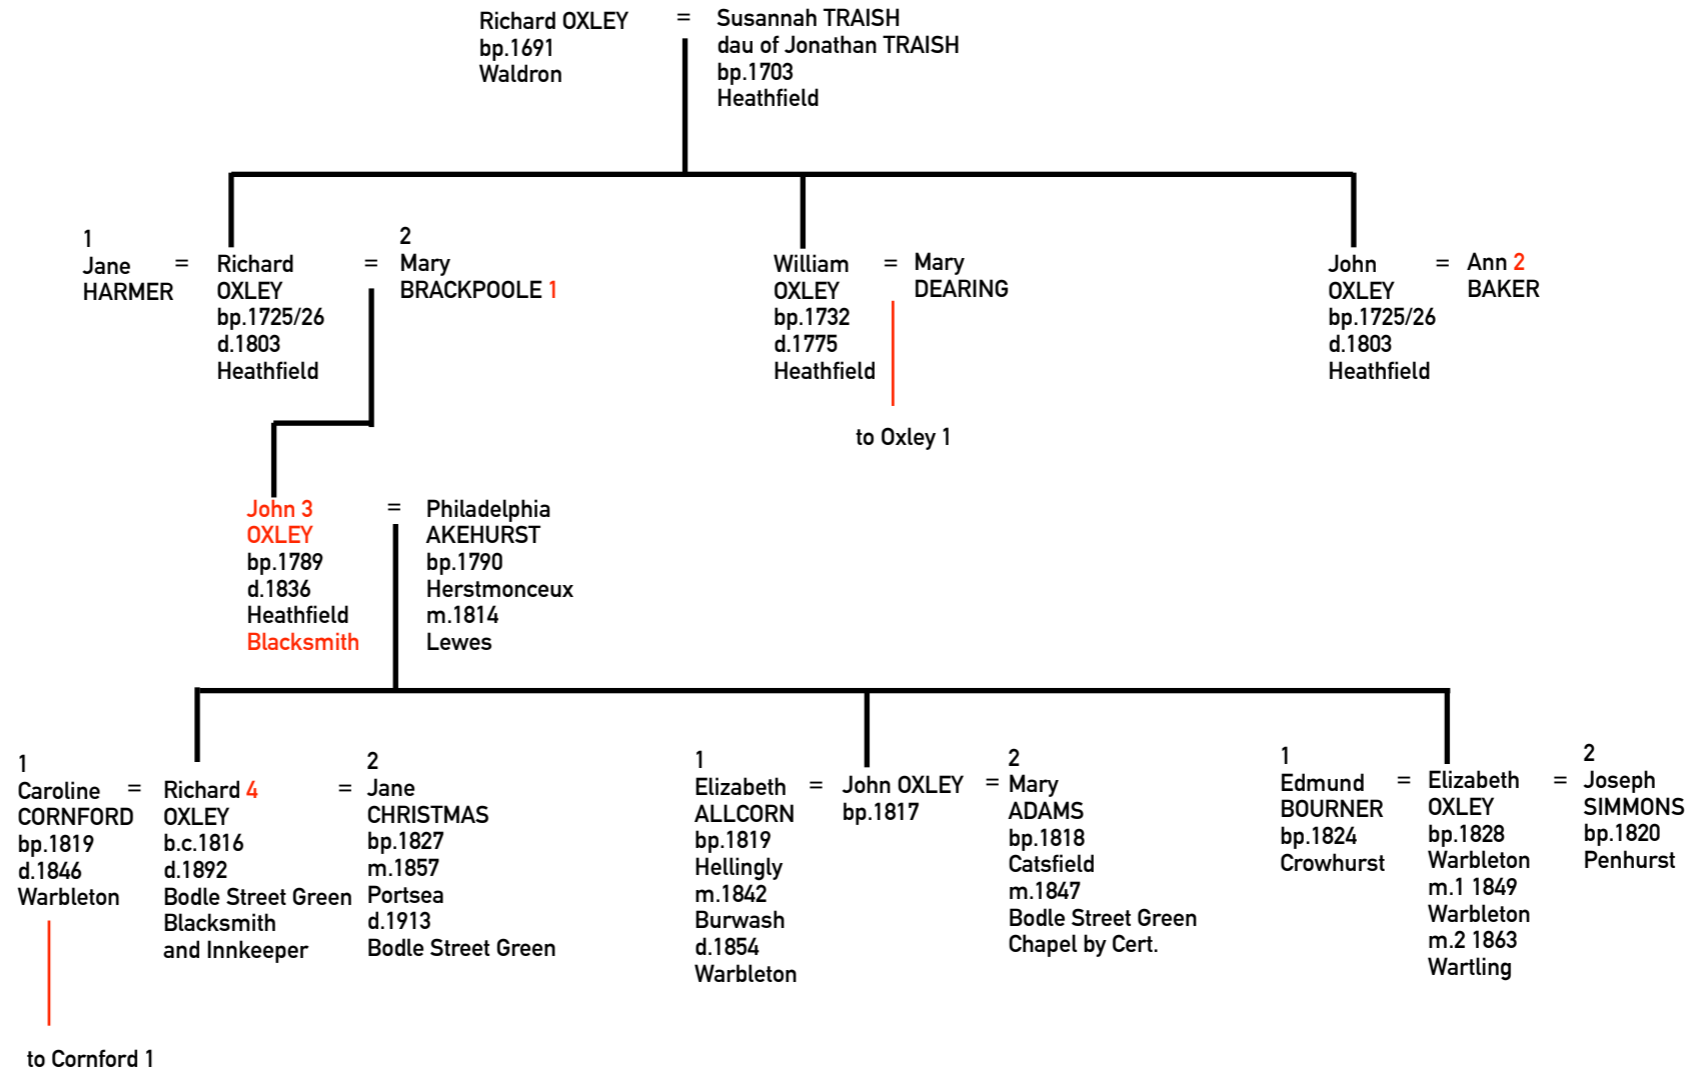 Richard OXLEY
bp.1691
Waldron
=
Susannah TRAISH
dau of Jonathan TRAISH
bp.1703
Heathfield
1
Jane
HARMER
=
Richard
OXLEY
bp.1725/26
d.1803
Heathfield
=
2
Mary
BRACKPOOLE 1
William
OXLEY
bp.1732
d.1775
Heathfield
=
Mary
DEARING
to Oxley 1
John
OXLEY
bp.1725/26
d.1803
Heathfield
=
Ann 2
BAKER
John 3
OXLEY
bp.1789
d.1836
Heathfield
Blacksmith
=
Philadelphia
AKEHURST
bp.1790
Herstmonceux
m.1814
Lewes
1
Caroline
CORNFORD
bp.1819
d.1846
Warbleton
to Cornford 1
=
Richard 4
OXLEY
b.c.1816
d.1892
Bodle Street Green
Blacksmith
and Innkeeper
=
2
Jane
CHRISTMAS
bp.1827
m.1857
Portsea
d.1913
Bodle Street Green
1
Elizabeth
ALLCORN
bp.1819
Hellingly
m.1842
Burwash
d.1854
Warbleton
=
John OXLEY
bp.1817
=
2
Mary
ADAMS
bp.1818
Catsfield
m.1847
Bodle Street Green
Chapel by Cert.
1
Edmund
BOURNER
bp.1824
Crowhurst
=
Elizabeth
OXLEY
bp.1828
Warbleton
m.1 1849
Warbleton
m.2 1863
Wartling
=
2
Joseph
SIMMONS
bp.1820
Penhurst